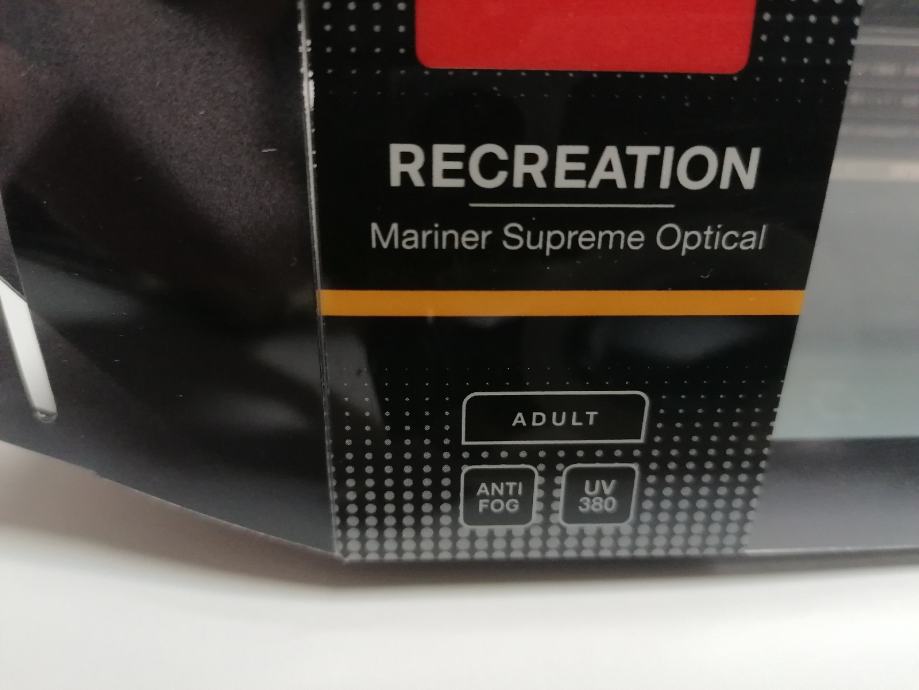 RECREATION
Mariner Supreme Optical
ADULT
ANTI
FOG
UV
380